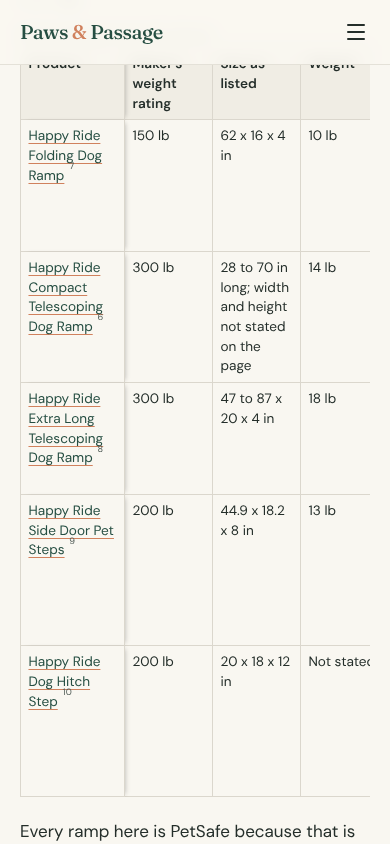 Paws & Passage
Product
Maker's weight rating
Size as listed
Weight
Happy Ride Folding Dog Ramp 7
150 lb
62 x 16 x 4 in
10 lb
Happy Ride Compact Telescoping Dog Ramp 6
300 lb
28 to 70 in long; width and height not stated on the page
14 lb
Happy Ride Extra Long Telescoping Dog Ramp 8
300 lb
47 to 87 x 20 x 4 in
18 lb
Happy Ride Side Door Pet Steps 9
200 lb
44.9 x 18.2 x 8 in
13 lb
Happy Ride Dog Hitch Step 10
200 lb
20 x 18 x 12 in
Not stated
Every ramp here is PetSafe because that is